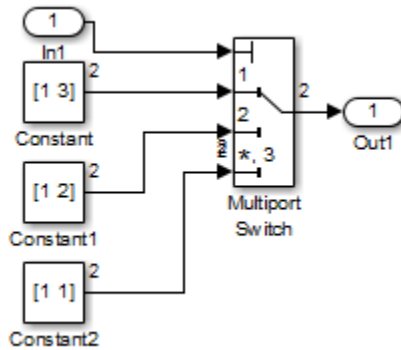 1
In1
2
[1 3]
Constant
2
[1 2]
Constant1
2
[1 1]
Constant2
1
2
*, 3
Multiport
Switch
2
1
Out1